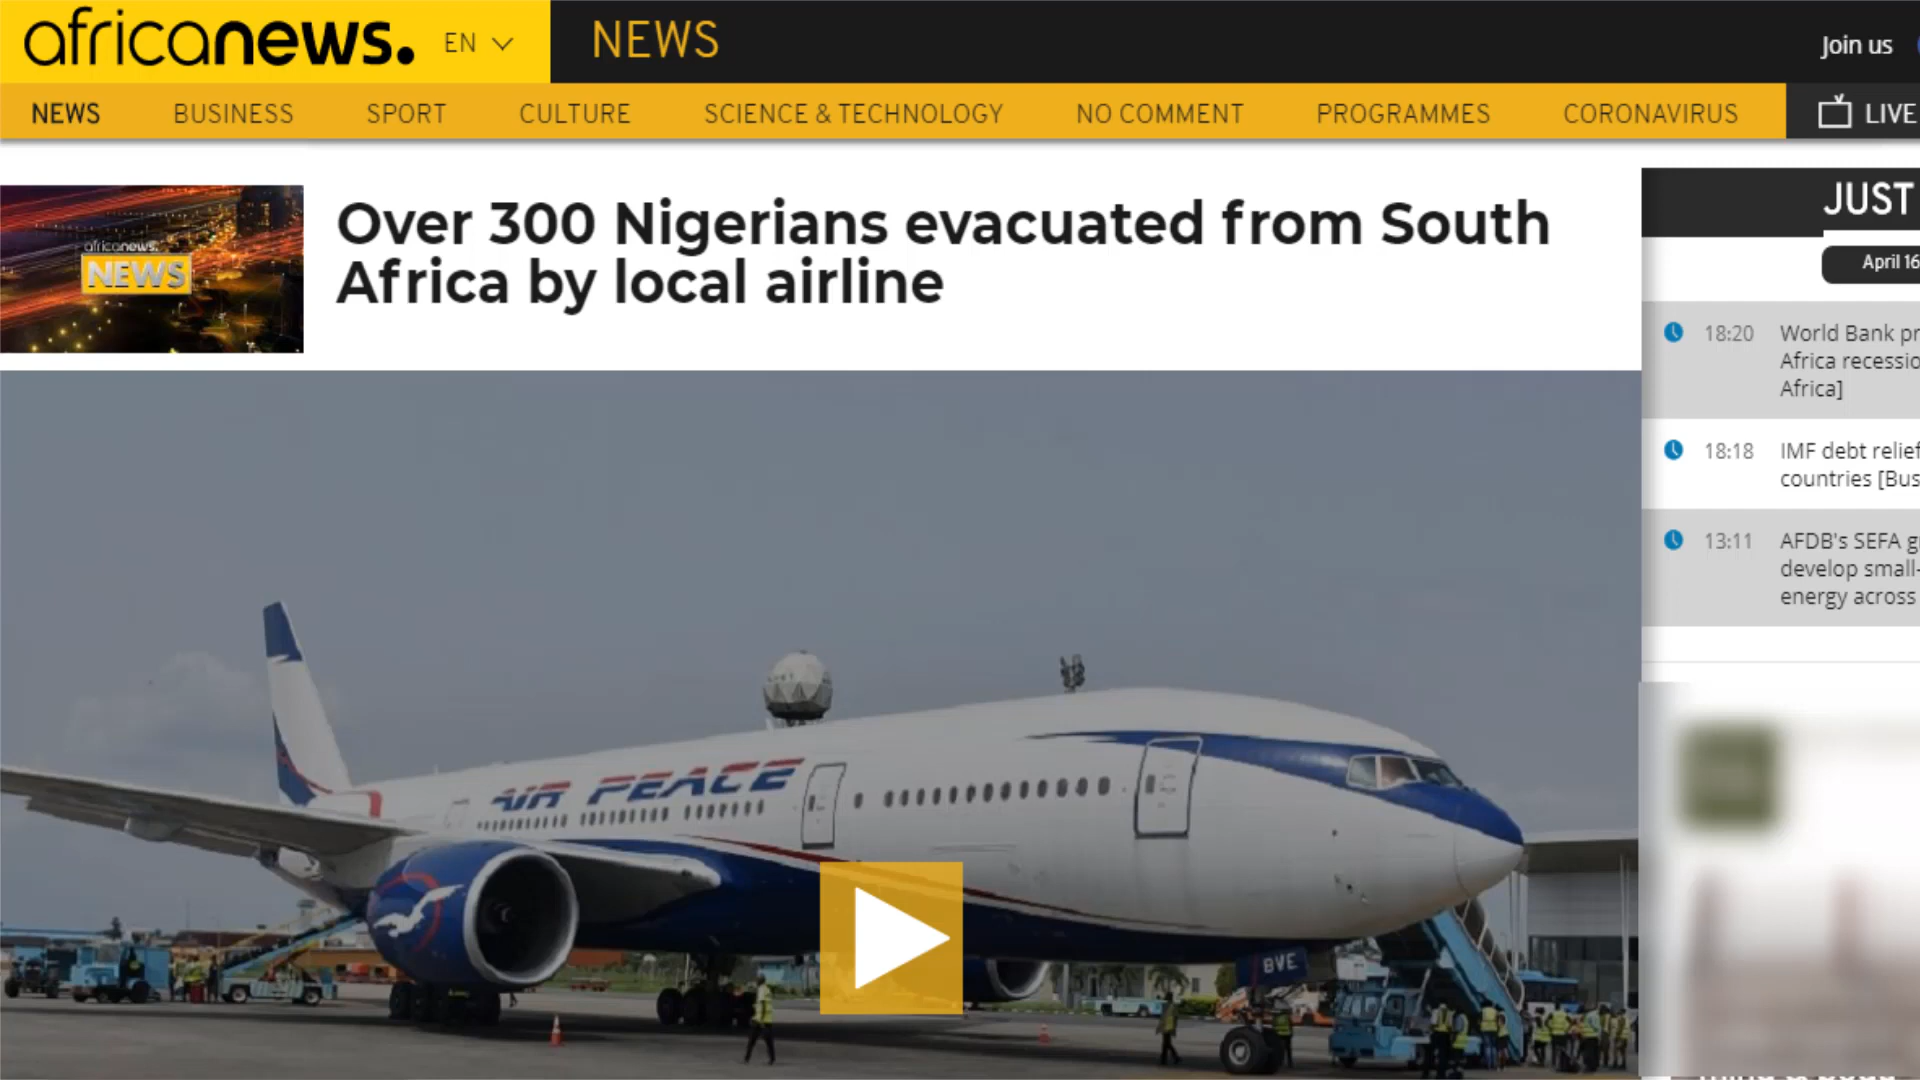 africanews.
EN
NEWS
Join us
NEWS
BUSINESS
SPORT
CULTURE
SCIENCE & TECHNOLOGY
NO COMMENT
PROGRAMMES
CORONAVIRUS
LIVE
africanews.
NEWS
Over 300 Nigerians evacuated from South
Africa by local airline
JUST
April 16
18:20
World Bank pr
Africa recessio
Africa]
18:18
IMF debt relief
countries [Bus
13:11
AFDB's SEFA g
develop small-
energy across
AIR PEACE
BVE